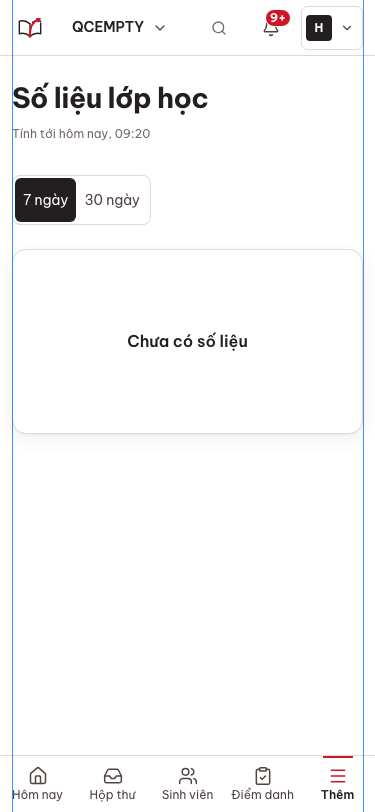 QCEMPTY
9+
H
Số liệu lớp học
Tính tới hôm nay, 09:20
7 ngày
30 ngày
Chưa có số liệu
Hôm nay
Hộp thư
Sinh viên
Điểm danh
Thêm